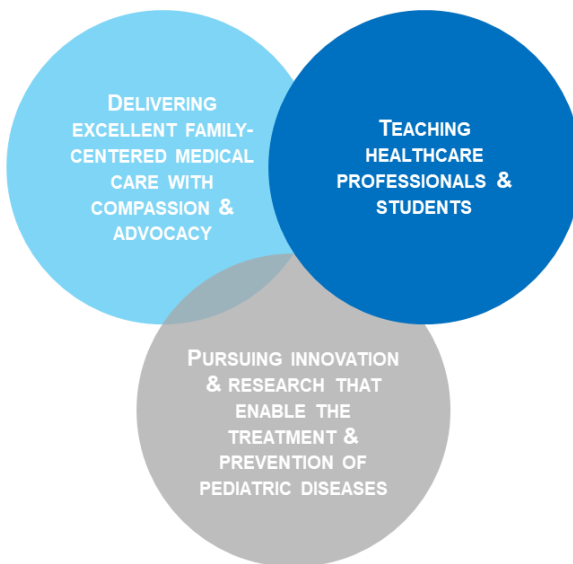 DELIVERING
EXCELLENT FAMILY-
CENTERED MEDICAL
CARE WITH
COMPASSION &
ADVOCACY
TEACHING
HEALTHCARE
PROFESSIONALS &
STUDENTS
PURSUING INNOVATION
& RESEARCH THAT
ENABLE THE
TREATMENT &
PREVENTION OF
PEDIATRIC DISEASES